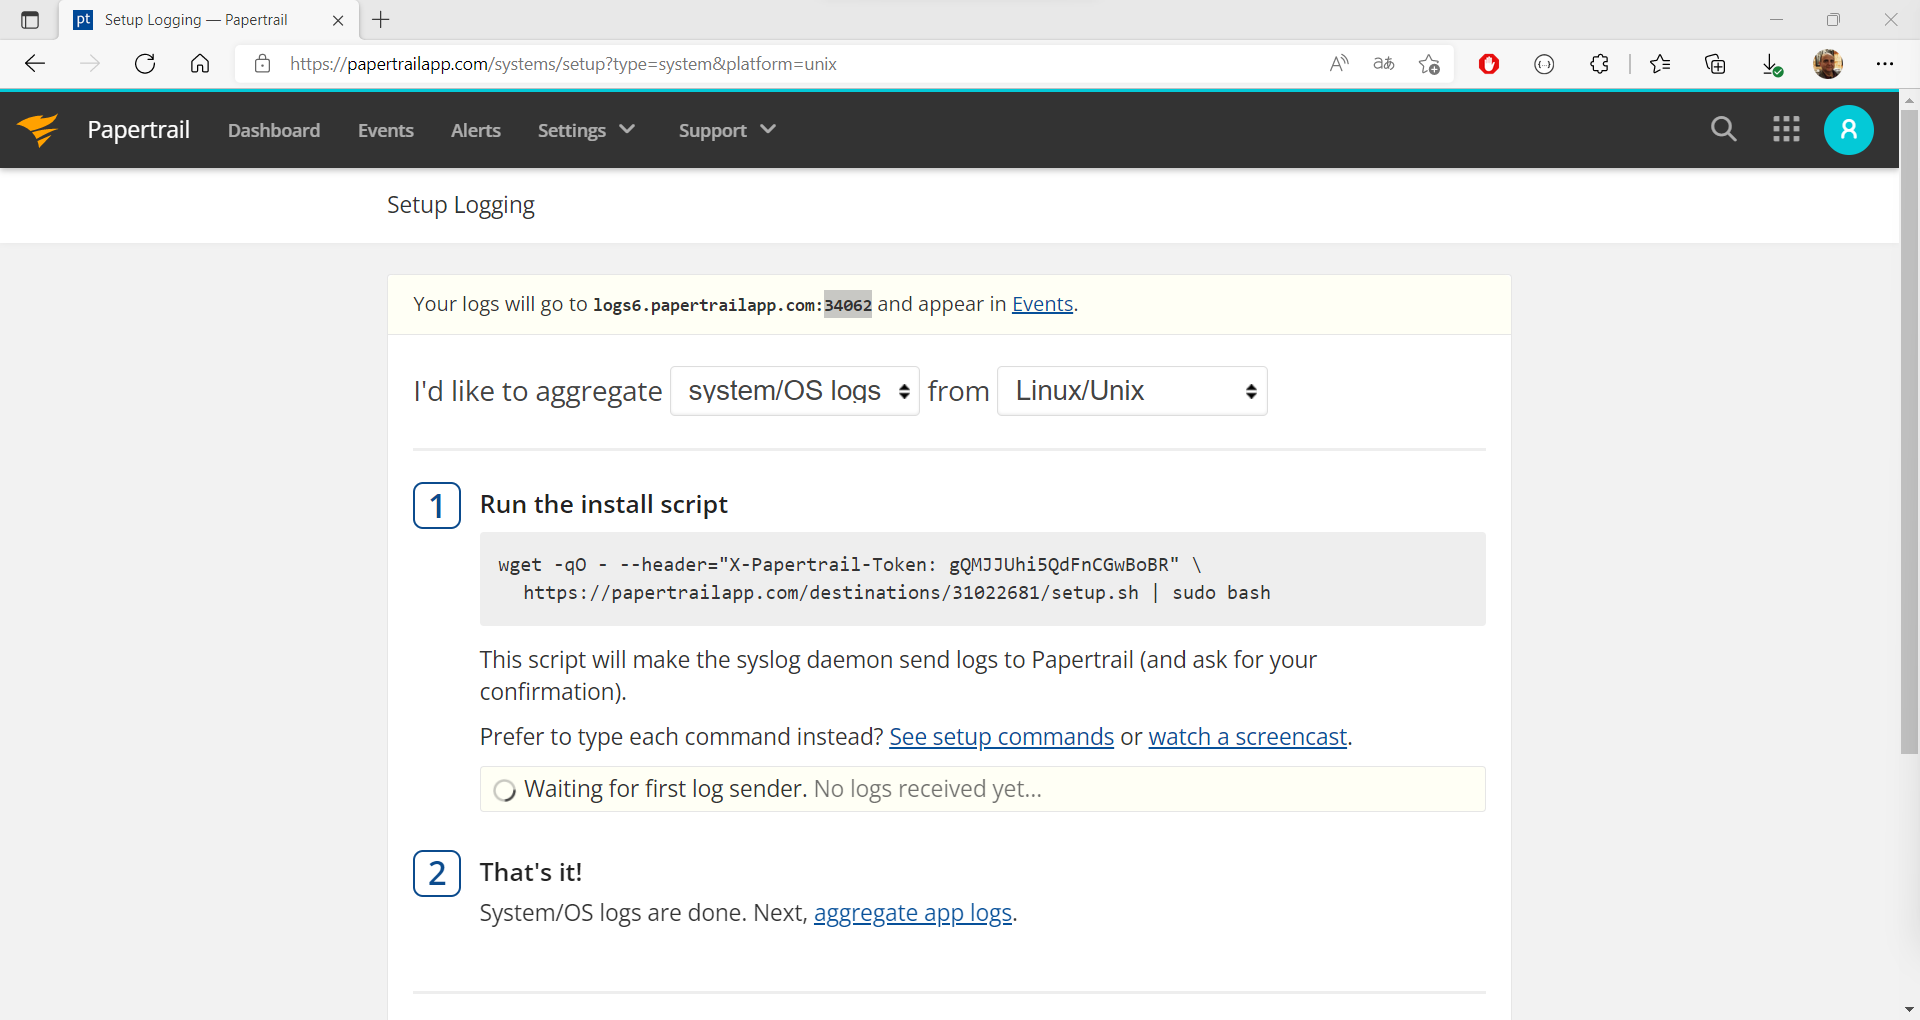 pt Setup Logging — Papertrail
https://papertrailapp.com/systems/setup?type=system&platform=unix
Papertrail Dashboard Events Alerts Settings Support
Setup Logging
Your logs will go to logs6.papertrailapp.com:34062 and appear in Events.
I'd like to aggregate system/OS logs from Linux/Unix
1 Run the install script
wget -qO - --header="X-Papertrail-Token: gQMJJUhi5QdFnCGwBoBR" \
https://papertrailapp.com/destinations/31022681/setup.sh | sudo bash
This script will make the syslog daemon send logs to Papertrail (and ask for your
confirmation).
Prefer to type each command instead? See setup commands or watch a screencast.
Waiting for first log sender. No logs received yet...
2 That's it!
System/OS logs are done. Next, aggregate app logs.